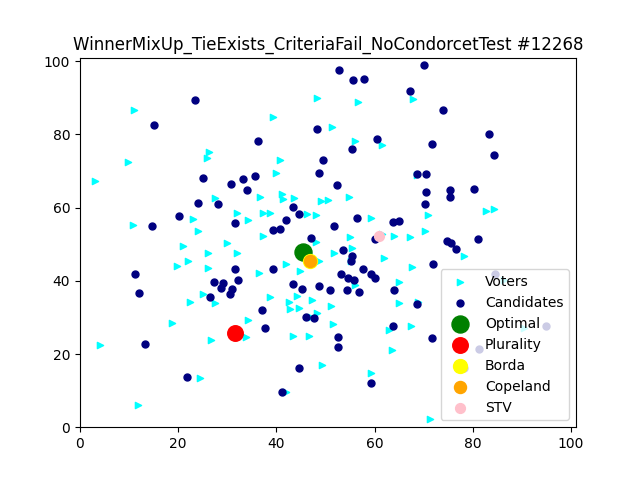 WinnerMixUp_TieExists_CriteriaFail_NoCondorcetTest #12268
100
80
60
40
20
0
0 20 40 60 80 100
Voters
Candidates
Optimal
Plurality
Borda
Copeland
STV